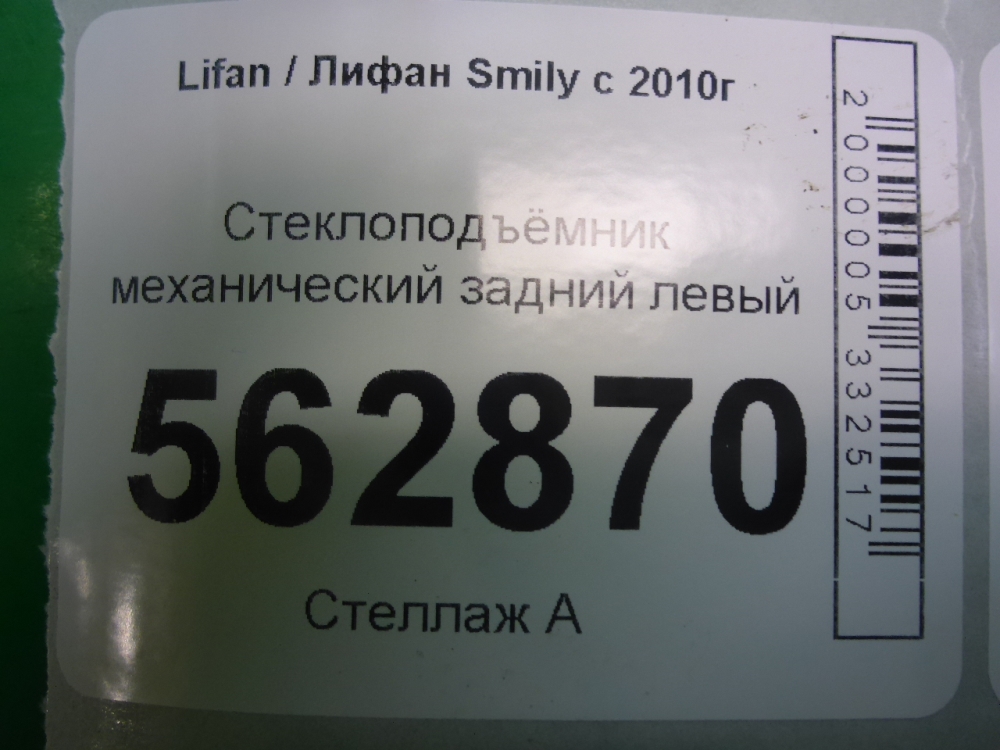 Lifan / Лифан Smily с 2010г
Стеклоподъёмник
механический задний левый
562870
Стеллаж А
2000005332517